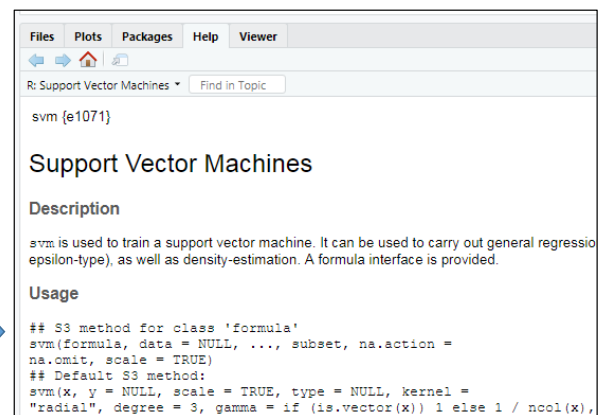 Files Plots Packages Help Viewer
R: Support Vector Machines Find in Topic
svm {e1071}
Support Vector Machines
Description
svm is used to train a support vector machine. It can be used to carry out general regressio
epsilon-type), as well as density-estimation. A formula interface is provided.
Usage
## S3 method for class 'formula'
svm(formula, data = NULL, ..., subset, na.action =
na.omit, scale = TRUE)
## Default S3 method:
svm(x, y = NULL, scale = TRUE, type = NULL, kernel =
"radial", degree = 3, gamma = if (is.vector(x)) 1 else 1 / ncol(x),